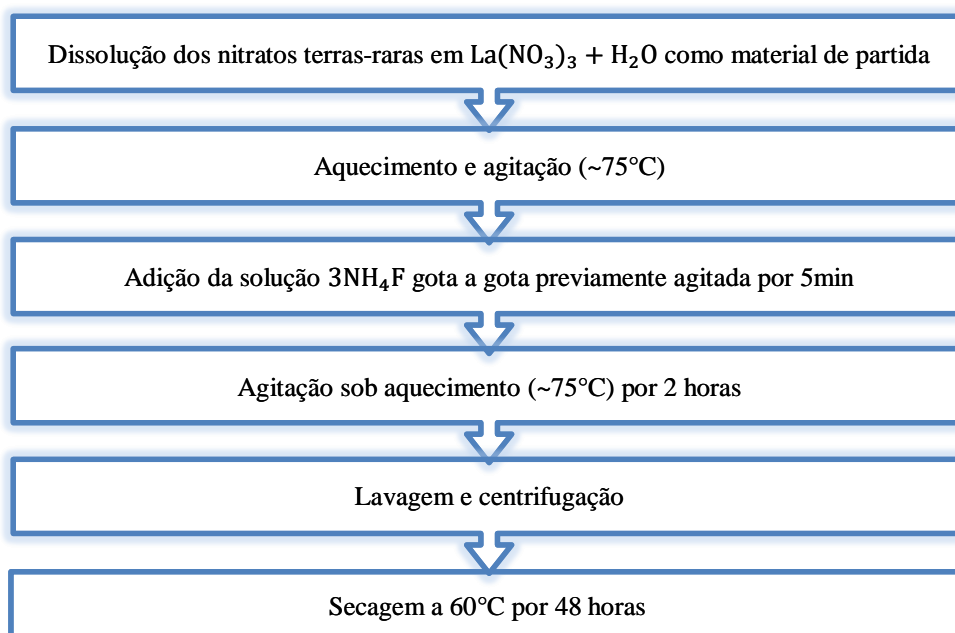 Dissolução dos nitratos terras-raras em La(NO₃)₃ + H₂O como material de partida
Aquecimento e agitação (~75°C)
Adição da solução 3NH₄F gota a gota previamente agitada por 5min
Agitação sob aquecimento (~75°C) por 2 horas
Lavagem e centrifugação
Secagem a 60°C por 48 horas